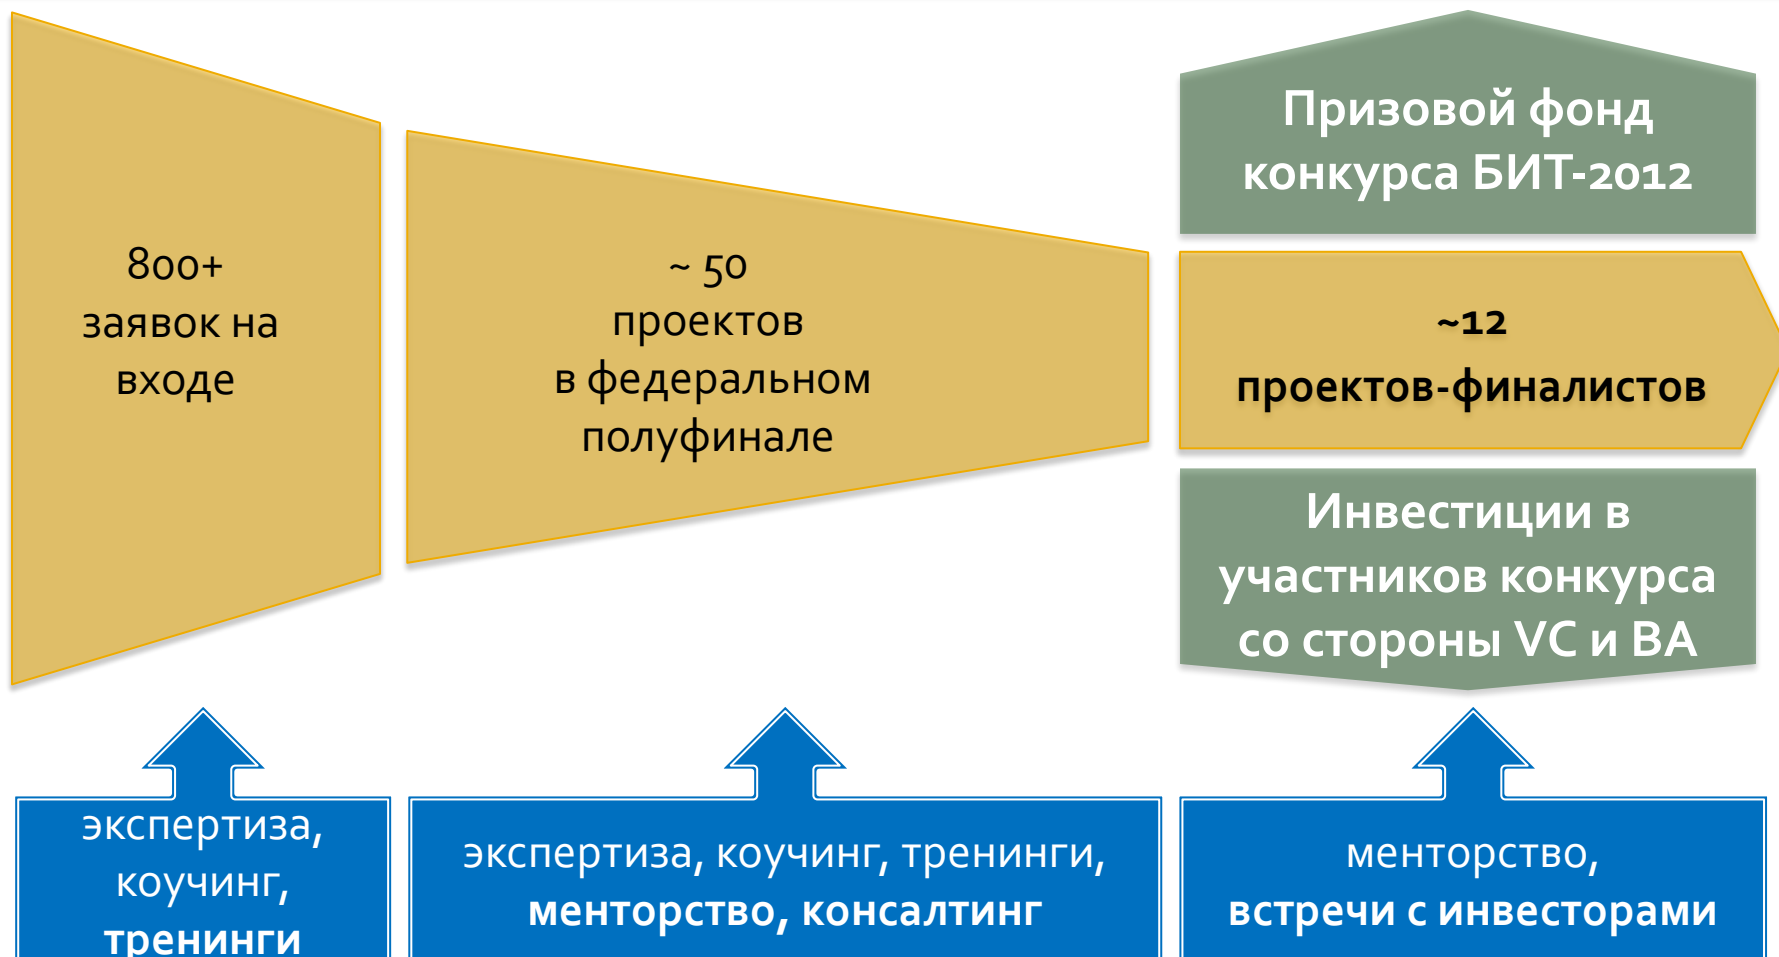 800+
заявок на
входе
~ 50
проектов
в федеральном
полуфинале
Призовой фонд
конкурса БИТ-2012
~12
проектов-финалистов
Инвестиции в
участников конкурса
со стороны VC и BA
экспертиза,
коучинг,
тренинги
экспертиза, коучинг, тренинги,
менторство, консалтинг
менторство,
встречи с инвесторами